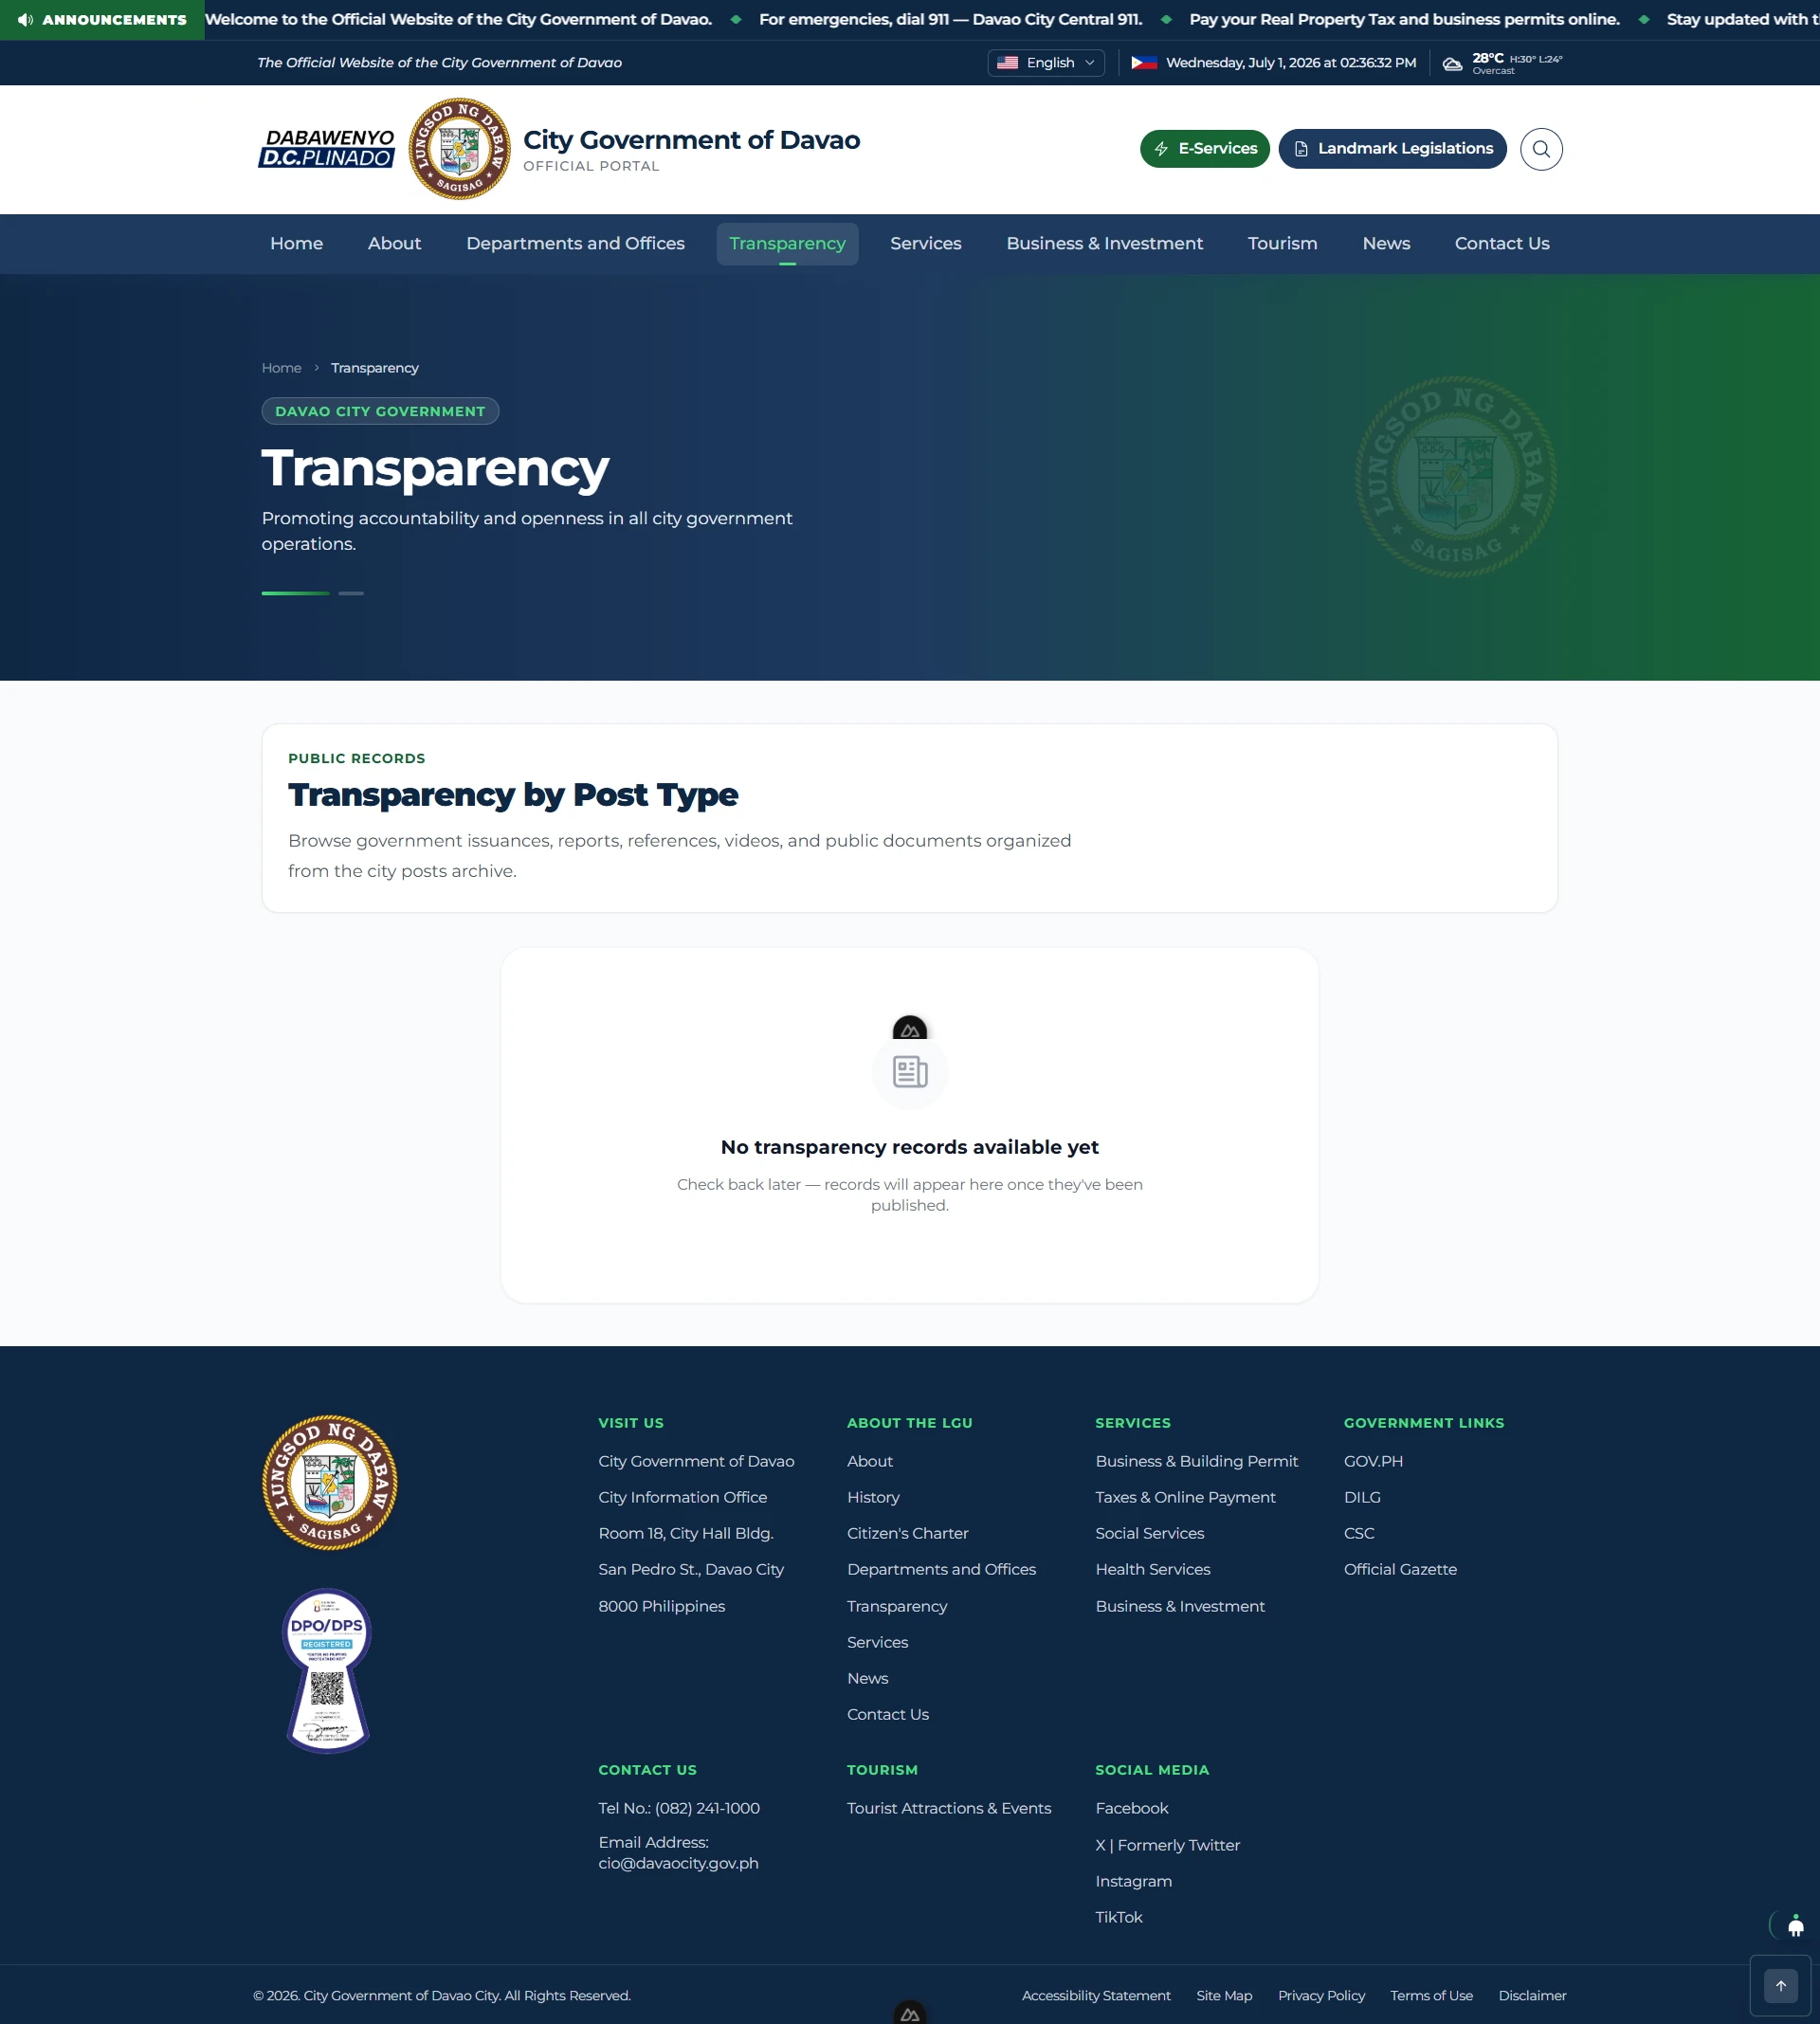 ANNOUNCEMENTS
Welcome to the Official Website of the City Government of Davao. ◆ For emergencies, dial 911 — Davao City Central 911. ◆ Pay your Real Property Tax and business permits online. ◆ Stay updated with
The Official Website of the City Government of Davao
English
Wednesday, July 1, 2026 at 02:36:32 PM
28°C H:30° L:24°
Overcast
DABAWENYO
D.C.PLINADO
LUNGSOD NG DABAW
SAGISAG
City Government of Davao
OFFICIAL PORTAL
E-Services
Landmark Legislations
Home
About
Departments and Offices
Transparency
Services
Business & Investment
Tourism
News
Contact Us
Home › Transparency
DAVAO CITY GOVERNMENT
Transparency
Promoting accountability and openness in all city government
operations.
LUNGSOD NG DABAW
SAGISAG
PUBLIC RECORDS
Transparency by Post Type
Browse government issuances, reports, references, videos, and public documents organized
from the city posts archive.
No transparency records available yet
Check back later — records will appear here once they've been
published.
LUNGSOD NG DABAW
SAGISAG
DPO/DPS
REGISTERED
VISIT US
City Government of Davao
City Information Office
Room 18, City Hall Bldg.
San Pedro St., Davao City
8000 Philippines
ABOUT THE LGU
About
History
Citizen's Charter
Departments and Offices
Transparency
Services
News
Contact Us
SERVICES
Business & Building Permit
Taxes & Online Payment
Social Services
Health Services
Business & Investment
GOVERNMENT LINKS
GOV.PH
DILG
CSC
Official Gazette
CONTACT US
Tel No.: (082) 241-1000
Email Address:
cio@davaocity.gov.ph
TOURISM
Tourist Attractions & Events
SOCIAL MEDIA
Facebook
X | Formerly Twitter
Instagram
TikTok
© 2026. City Government of Davao City. All Rights Reserved.
Accessibility Statement
Site Map
Privacy Policy
Terms of Use
Disclaimer